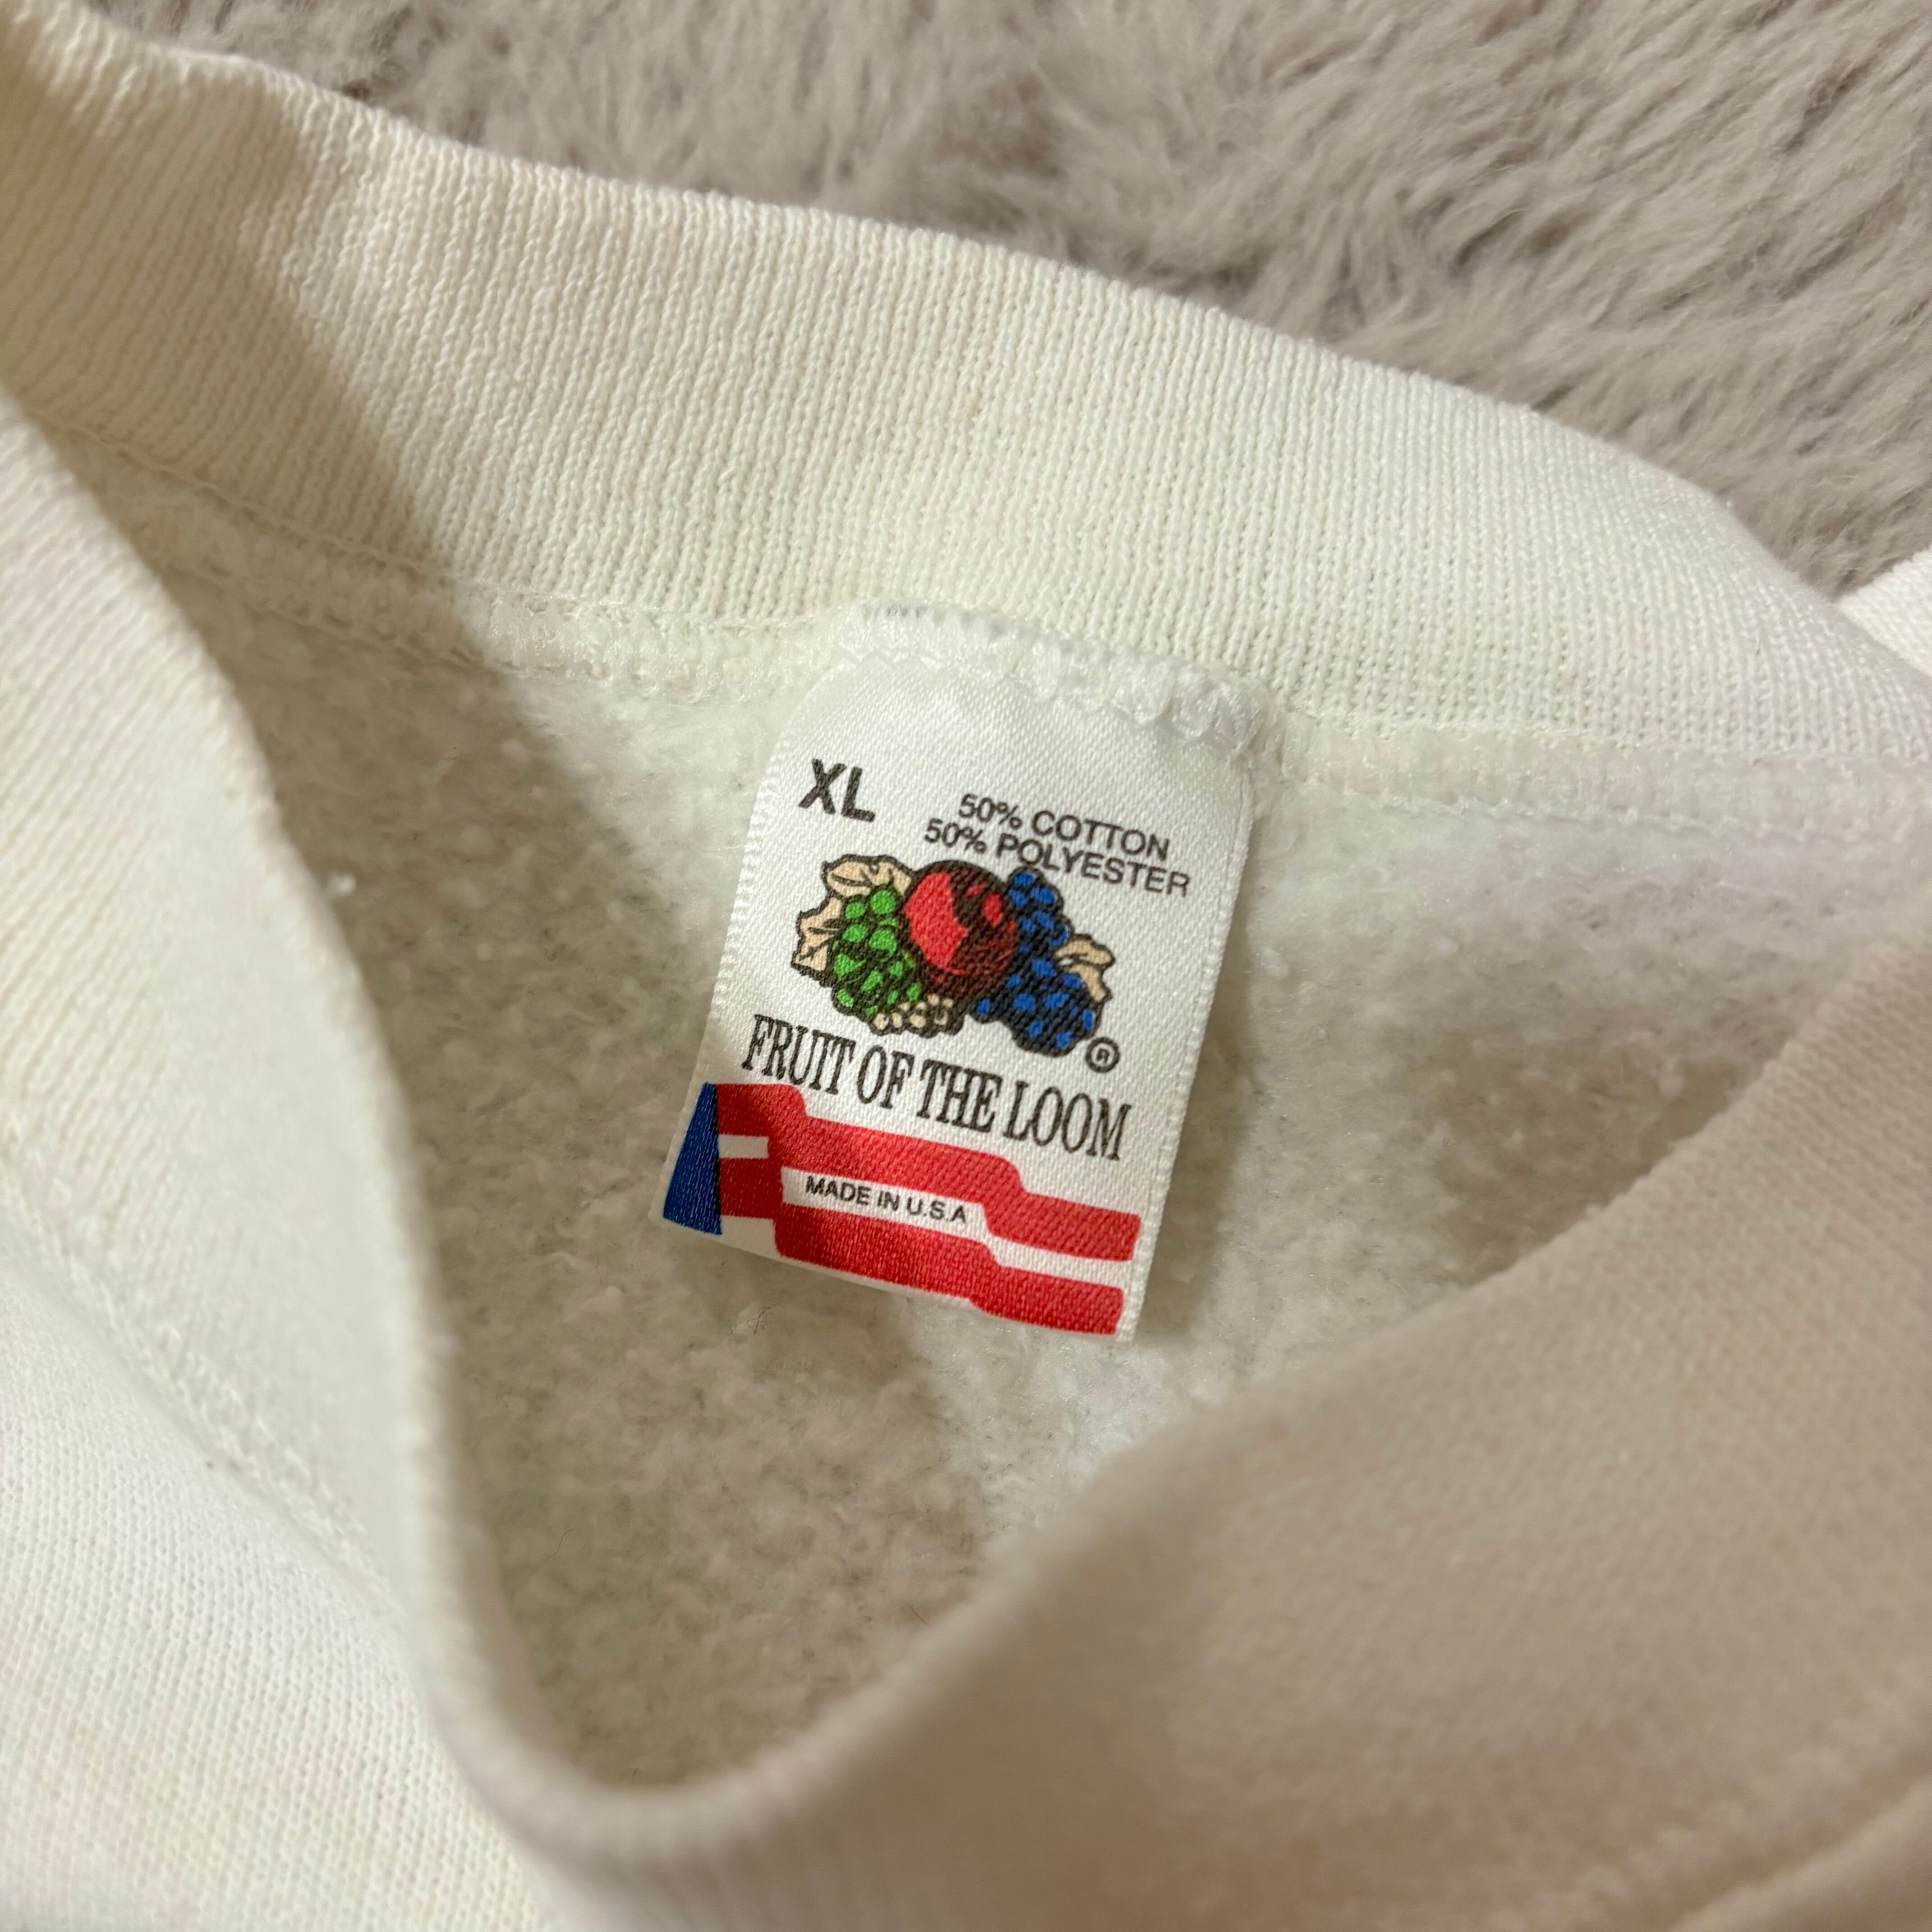 XL
50% COTTON
50% POLYESTER
®
FRUIT OF THE LOOM
MADE IN U.S.A